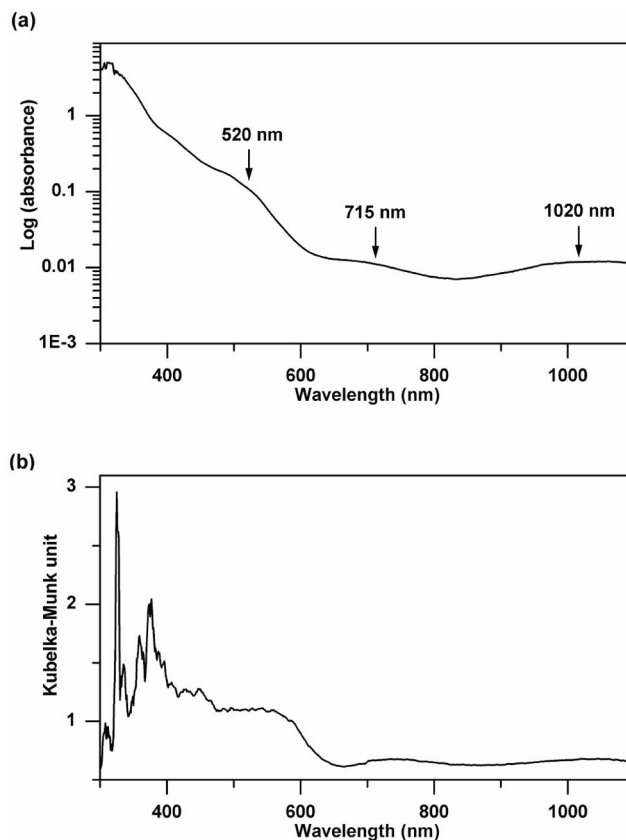 (a)
Log (absorbance)
1
0.1
0.01
1E-3
520 nm
715 nm
1020 nm
400
600
800
1000
Wavelength (nm)
(b)
Kubelka-Munk unit
3
2
1
400
600
800
1000
Wavelength (nm)